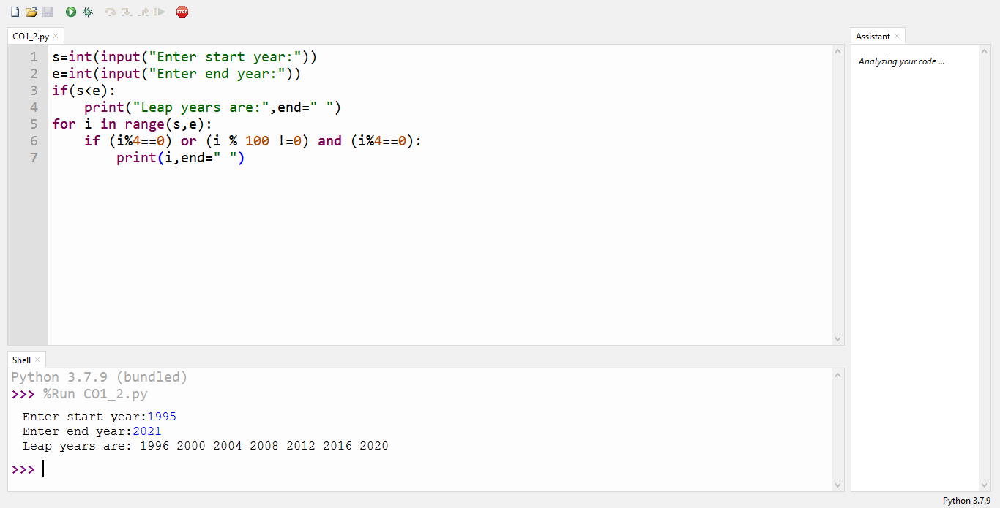 STOP
CO1_2.py ×
1 s=int(input("Enter start year:"))
2 e=int(input("Enter end year:"))
3 if(s<e):
4     print("Leap years are:",end=" ")
5 for i in range(s,e):
6     if (i%4==0) or (i % 100 !=0) and (i%4==0):
7         print(i,end=" ")
Assistant ×
Analyzing your code ...
Shell ×
Python 3.7.9 (bundled)
>>> %Run CO1_2.py
Enter start year:1995
Enter end year:2021
Leap years are: 1996 2000 2004 2008 2012 2016 2020
>>>
Python 3.7.9